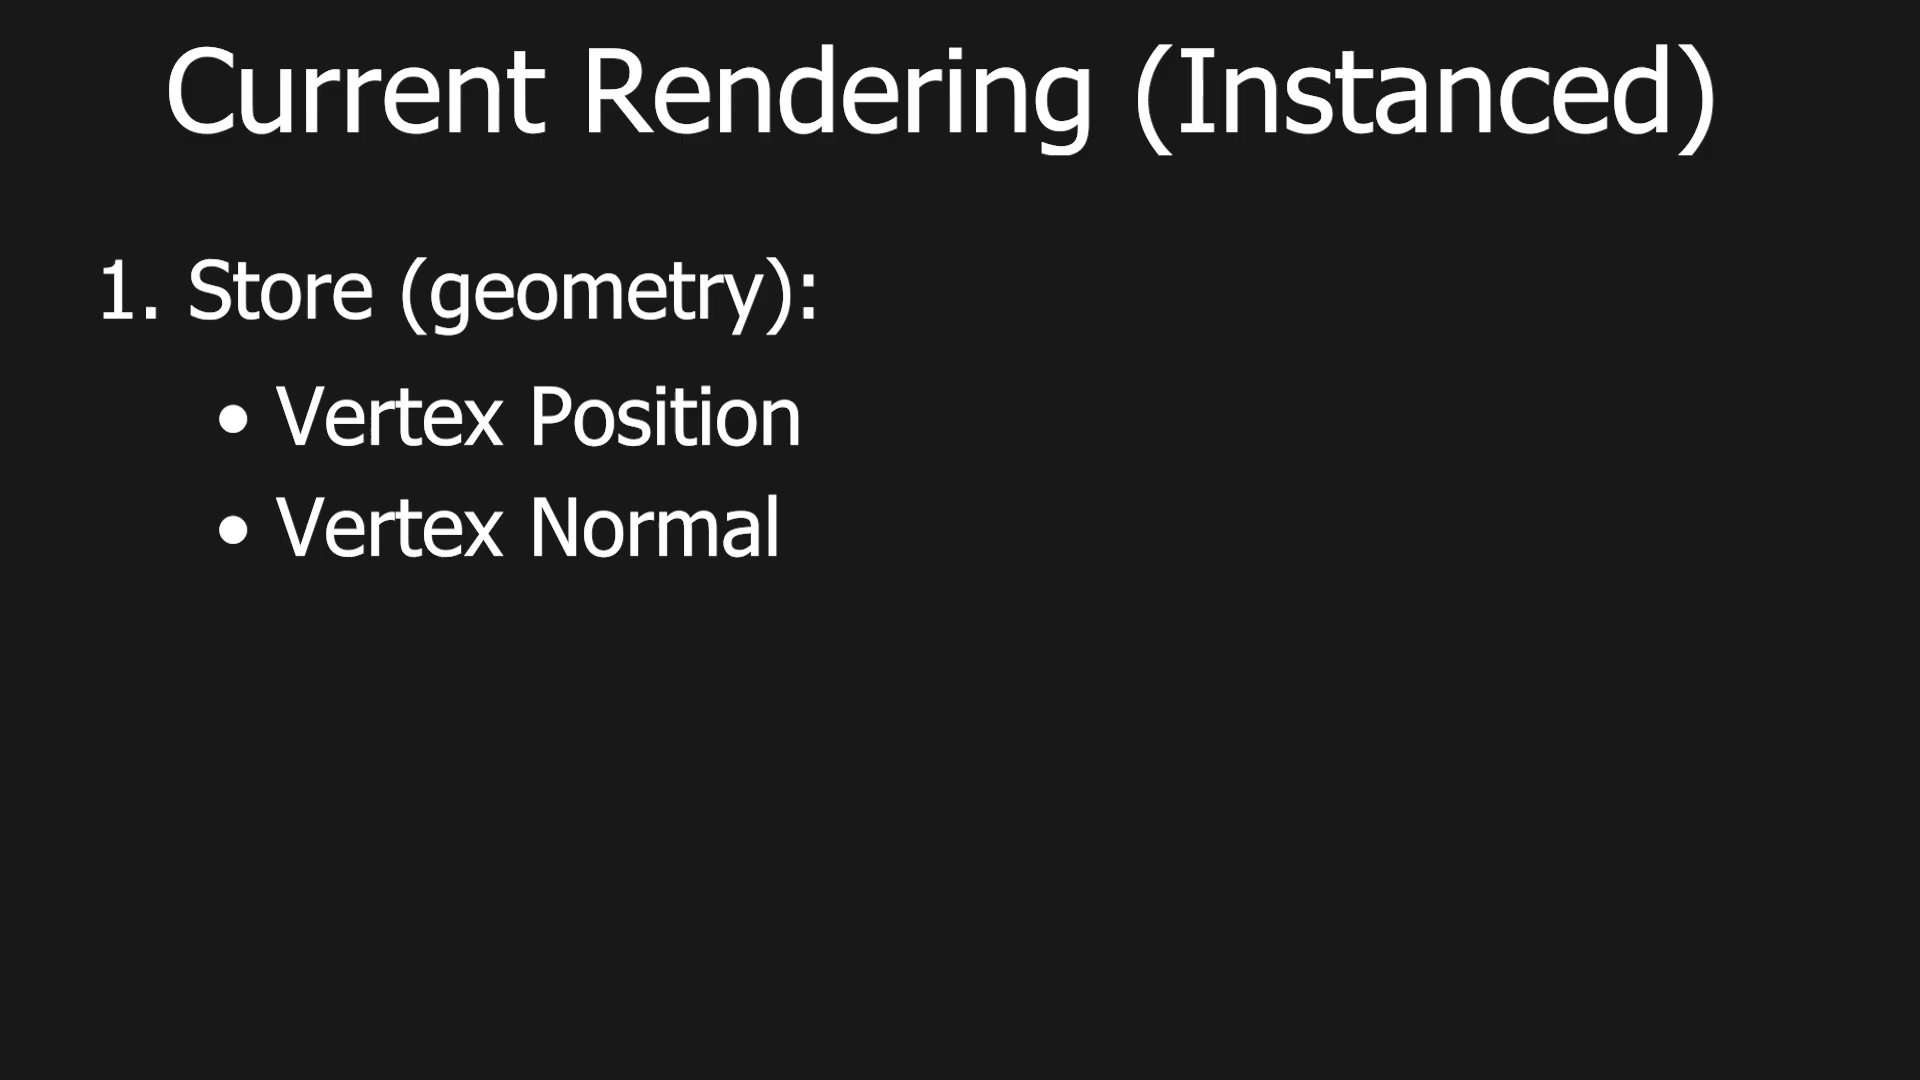 Current Rendering (Instanced)
1. Store (geometry):
• Vertex Position
• Vertex Normal